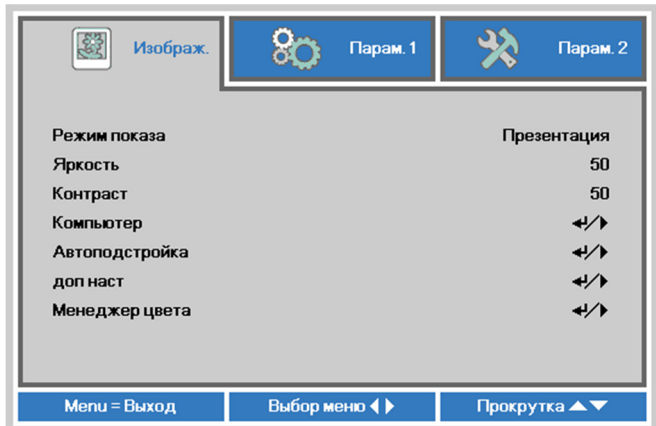 Изображ. Парам. 1 Парам. 2
Режим показа Презентация
Яркость 50
Контраст 50
Компьютер
Автоподстройка
доп наст
Менеджер цвета
Menu = Выход Выбор меню Прокрутка